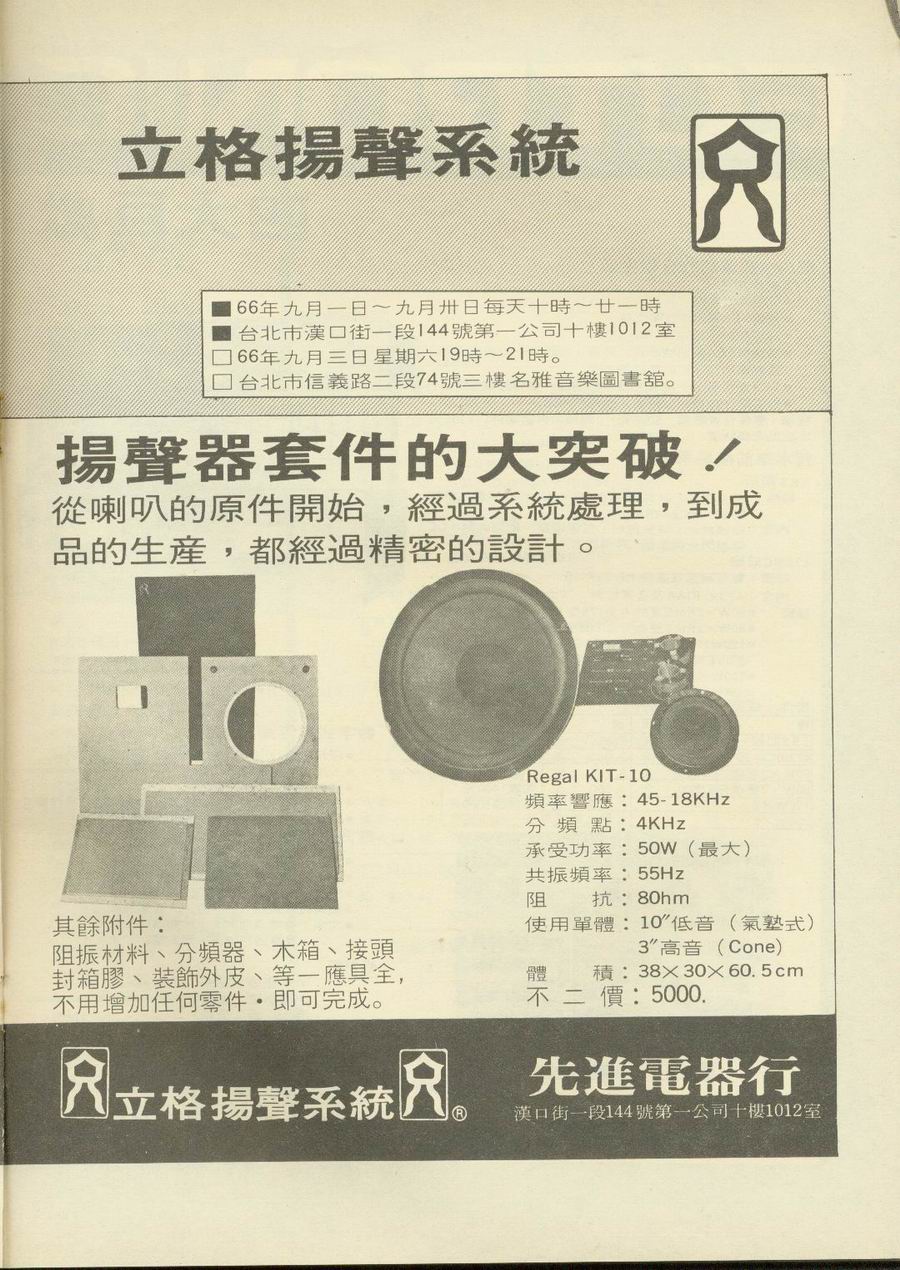 立格揚聲系統
■66年九月一日～九月卅日每天十時～廿一時
■台北市漢口街一段144號第一公司十樓1012室
□66年九月三日星期六19時～21時。
□台北市信義路二段74號三樓名雅音樂圖書舘。
揚聲器套件的大突破！
從喇叭的原件開始，經過系統處理，到成
品的生産，都經過精密的設計。
Regal KIT-10
頻率響應：45-18KHz
分頻點：4KHz
承受功率：50W（最大）
共振頻率：55Hz
阻抗：80hm
使用單體：10″低音（氣墊式）
3″高音（Cone）
體積：38×30×60.5cm
不二價：5000.
其餘附件：
阻振材料、分頻器、木箱、接頭
封箱膠、裝飾外皮、等一應具全，
不用增加任何零件・即可完成。
立格揚聲系統®
先進電器行
漢口街一段144號第一公司十樓1012室